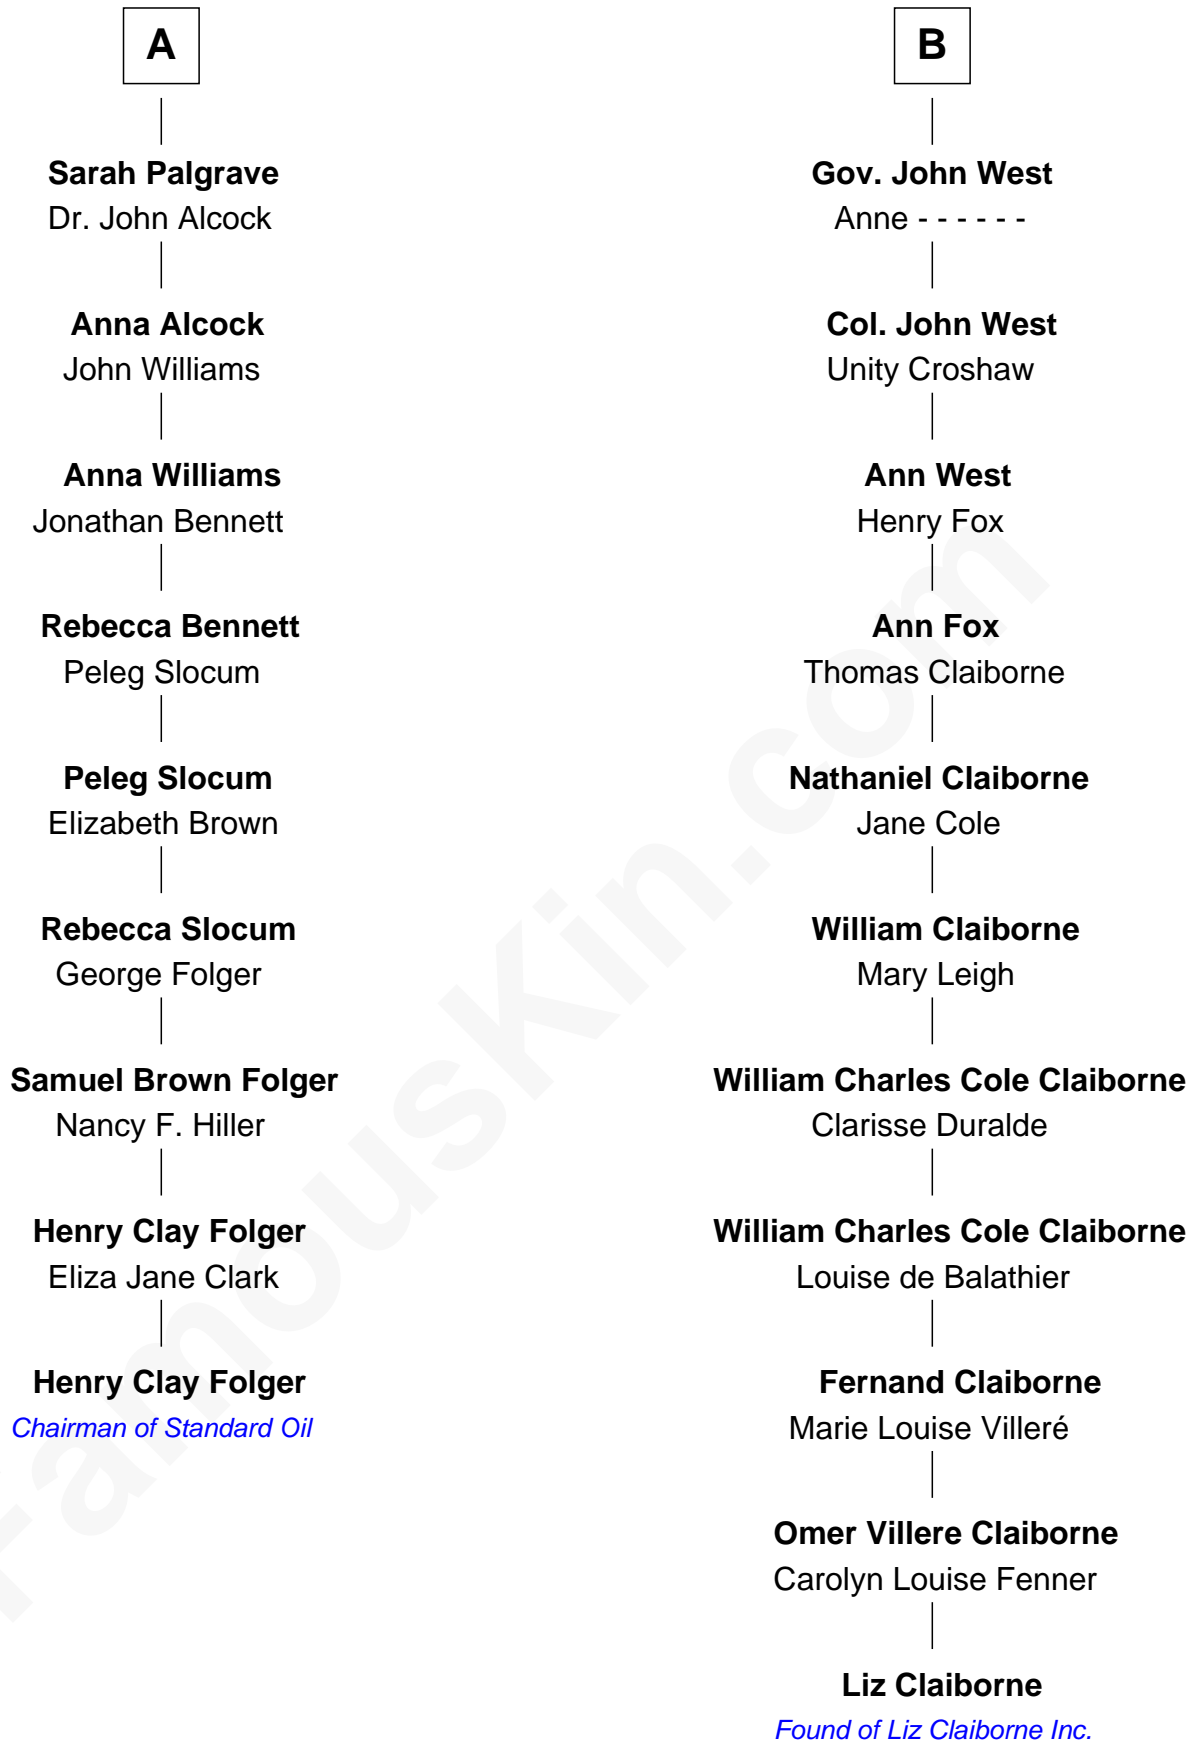 A
Sarah Palgrave
Dr. John Alcock
Anna Alcock
John Williams
Anna Williams
Jonathan Bennett
Rebecca Bennett
Peleg Slocum
Peleg Slocum
Elizabeth Brown
Rebecca Slocum
George Folger
Samuel Brown Folger
Nancy F. Hiller
Henry Clay Folger
Eliza Jane Clark
Henry Clay Folger
Chairman of Standard Oil
B
Gov. John West
Anne - - - - - -
Col. John West
Unity Croshaw
Ann West
Henry Fox
Ann Fox
Thomas Claiborne
Nathaniel Claiborne
Jane Cole
William Claiborne
Mary Leigh
William Charles Cole Claiborne
Clarisse Duralde
William Charles Cole Claiborne
Louise de Balathier
Fernand Claiborne
Marie Louise Villeré
Omer Villere Claiborne
Carolyn Louise Fenner
Liz Claiborne
Found of Liz Claiborne Inc.
FamousKin.com